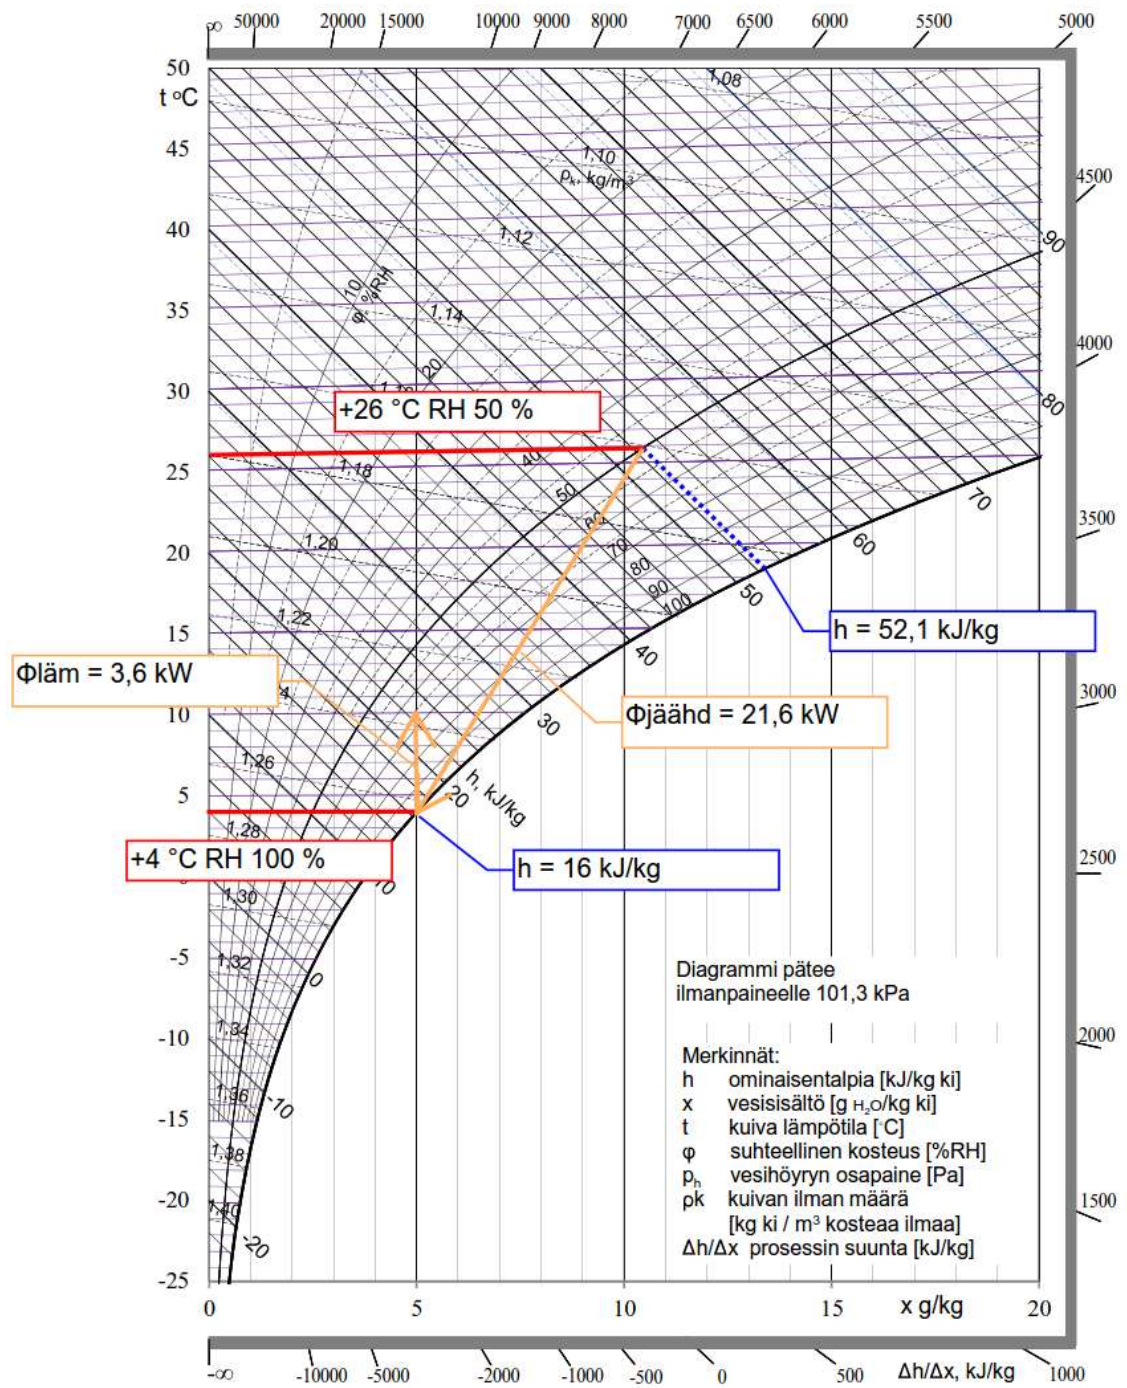 ∞ 50000 20000 15000 10000 9000 8000 7000 6500 6000 5500 5000
50
t °C
1,08
45
1,10
ρk, kg/m³
4500
40
1,12
90
10
φ, %RH
35
1,14
4000
20
30
80
+26 °C RH 50 %
40
25
1,18
50
70
3500
60
20
1,20
70
60
80
90
50
100
1,22
15
h = 52,1 kJ/kg
40
Φläm = 3,6 kW
4
3000
10
30
Φjäähd = 21,6 kW
1,26
h, kJ/kg
5
20
1,28
+4 °C RH 100 %
h = 16 kJ/kg
2500
10
1,30
-5
1,32
0
Diagrammi pätee
ilmanpaineelle 101,3 kPa
1,34
-10
2000
Merkinnät:
h ominaisentalpia [kJ/kg ki]
1,36
-10
x vesisisältö [g H₂O/kg ki]
-15
t kuiva lämpötila [°C]
1,38
φ suhteellinen kosteus [%RH]
ph vesihöyryn osapaine [Pa]
-20
1,40
ρk kuivan ilman määrä
1500
[kg ki / m³ kosteaa ilmaa]
-20
Δh/Δx prosessin suunta [kJ/kg]
-25
0 5 10 15 x g/kg 20
-∞ -10000 -5000 -2000 -1000 -500 0 500 Δh/Δx, kJ/kg 1000